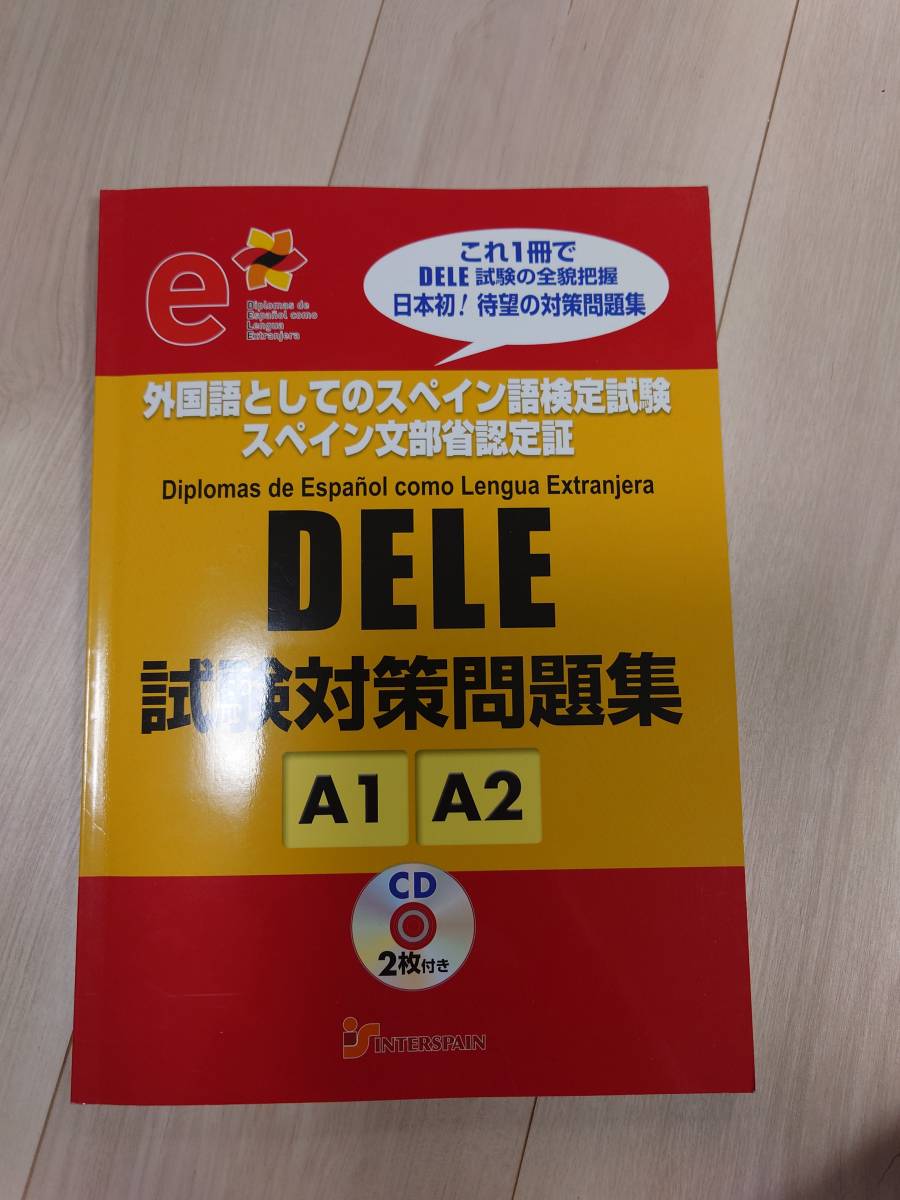 e
Diplomas de
Español como
Lengua
Extranjera
これ1冊で
DELE 試験の全貌把握
日本初！待望の対策問題集
外国語としてのスペイン語検定試験
スペイン文部省認定証
Diplomas de Español como Lengua Extranjera
DELE
試験対策問題集
A1 A2
CD
2枚付き
is INTERSPAIN